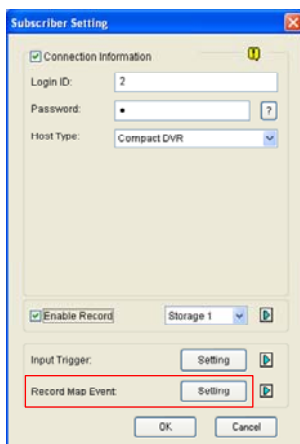 Subscriber Setting
Connection Information
Login ID: 2
Password: •
?
Host Type: Compact DVR
Enable Record Storage 1
Input Trigger: Setting
Record Map Event: Setting
OK Cancel